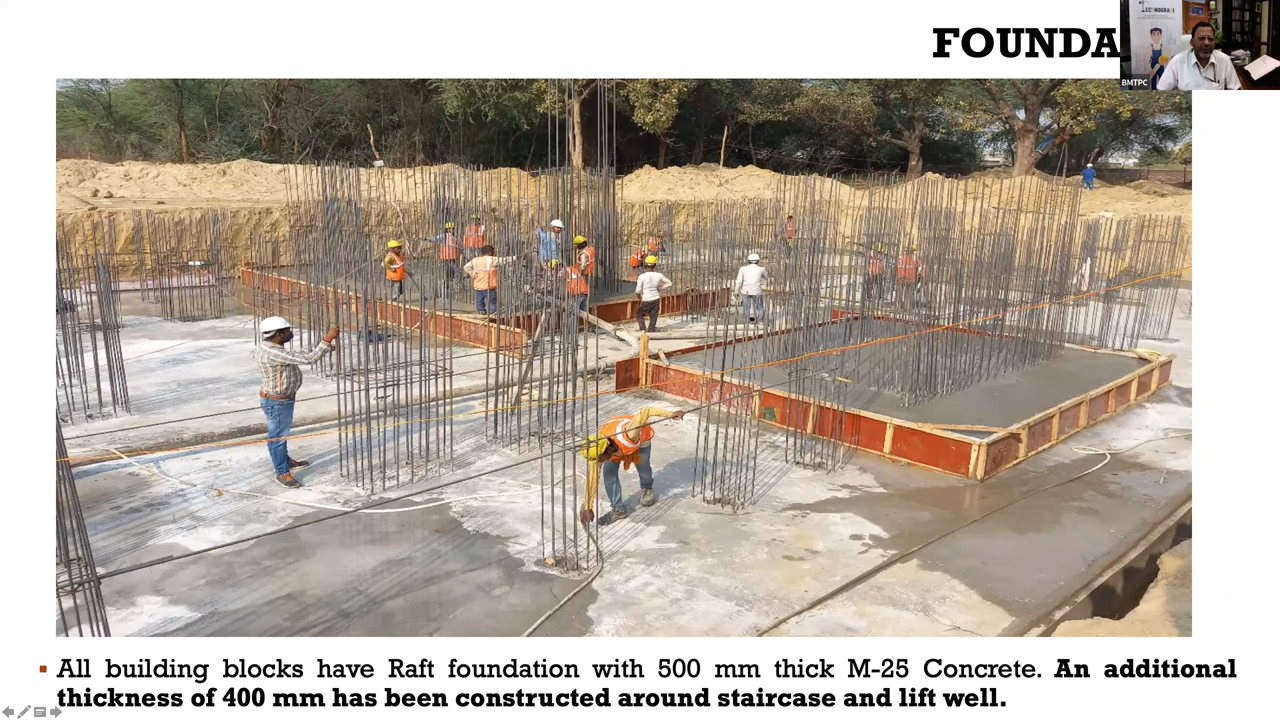 FOUNDA
BMTPC
▪ All building blocks have Raft foundation with 500 mm thick M-25 Concrete. An additional
thickness of 400 mm has been constructed around staircase and lift well.